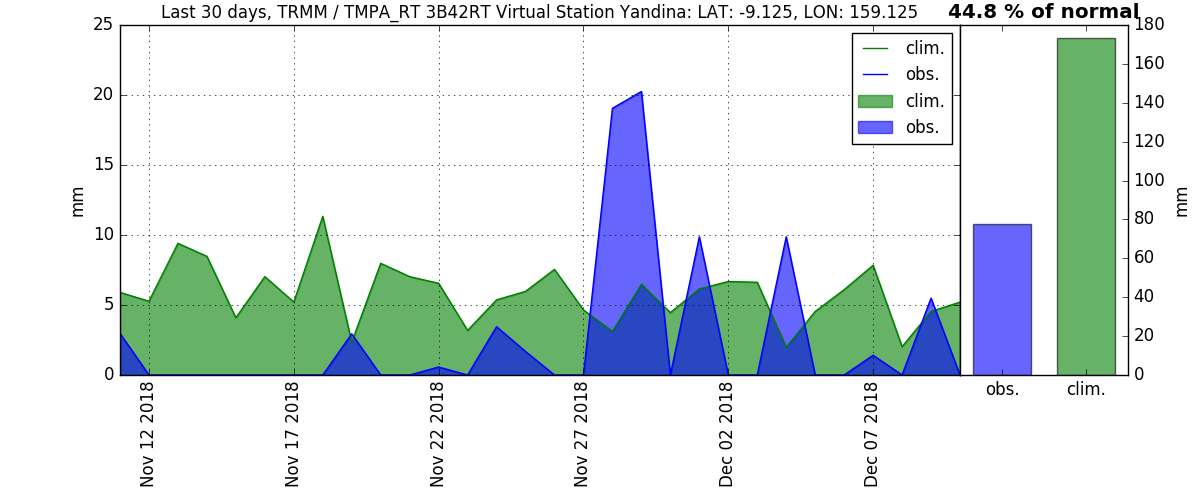 Last 30 days, TRMM / TMPA_RT 3B42RT Virtual Station Yandina: LAT: -9.125, LON: 159.125
44.8 % of normal
25
20
15
10
5
0
mm
clim.
obs.
clim.
obs.
Nov 12 2018
Nov 17 2018
Nov 22 2018
Nov 27 2018
Dec 02 2018
Dec 07 2018
180
160
140
120
100
80
60
40
20
0
mm
obs.
clim.